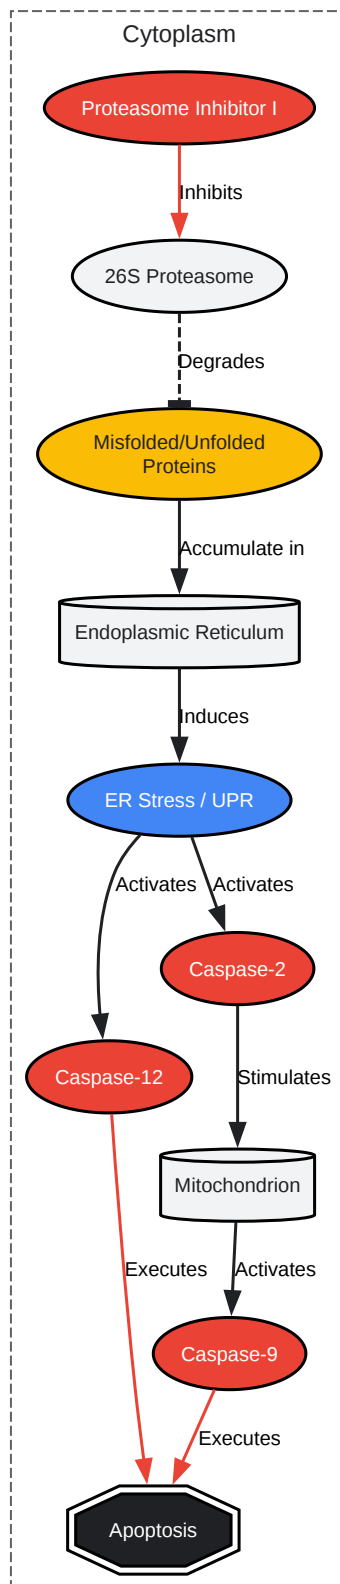 Cytoplasm
Proteasome Inhibitor I
Inhibits
26S Proteasome
Degrades
Misfolded/Unfolded
Proteins
Accumulate in
Endoplasmic Reticulum
Induces
ER Stress / UPR
Activates
Activates
Caspase-2
Caspase-12
Stimulates
Mitochondrion
Executes
Activates
Caspase-9
Executes
Apoptosis